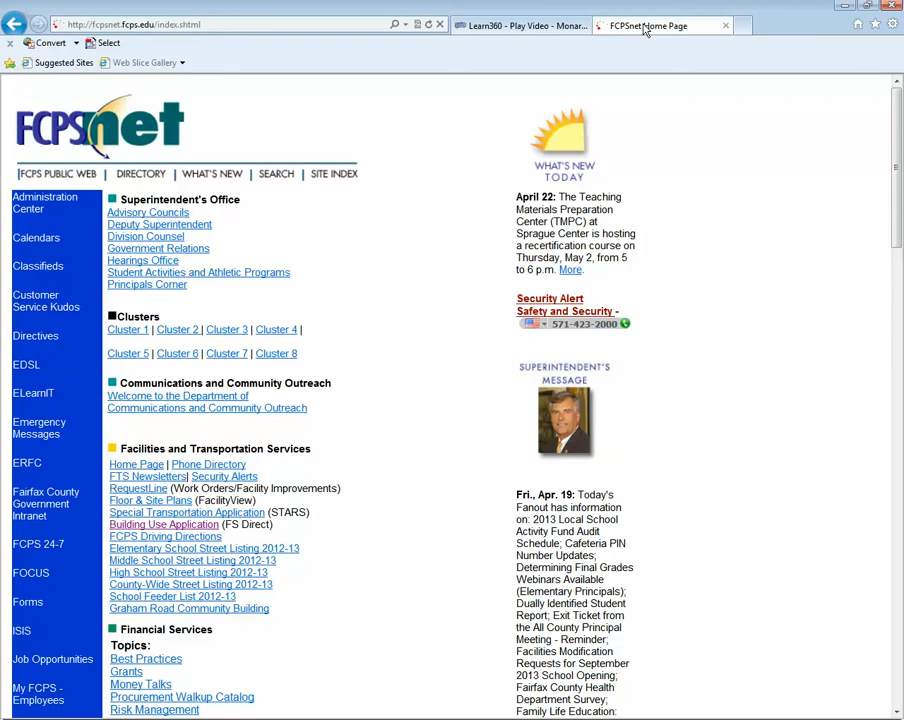 http://fcpsnet.fcps.edu/index.shtml
Learn360 - Play Video - Monar...
FCPSnet Home Page
Convert
Select
Suggested Sites
Web Slice Gallery
FCPSnet
FCPS PUBLIC WEB | DIRECTORY | WHAT'S NEW | SEARCH | SITE INDEX
Administration
Center
Calendars
Classifieds
Customer
Service Kudos
Directives
EDSL
ELearnIT
Emergency
Messages
ERFC
Fairfax County
Government
Intranet
FCPS 24-7
FOCUS
Forms
ISIS
Job Opportunities
My FCPS -
Employees
Superintendent's Office
Advisory Councils
Deputy Superintendent
Division Counsel
Government Relations
Hearings Office
Student Activities and Athletic Programs
Principals Corner
Clusters
Cluster 1 | Cluster 2 | Cluster 3 | Cluster 4 |
Cluster 5 | Cluster 6 | Cluster 7 | Cluster 8
Communications and Community Outreach
Welcome to the Department of
Communications and Community Outreach
Facilities and Transportation Services
Home Page | Phone Directory
FTS Newsletters| Security Alerts
RequestLine (Work Orders/Facility Improvements)
Floor & Site Plans (FacilityView)
Special Transportation Application (STARS)
Building Use Application (FS Direct)
FCPS Driving Directions
Elementary School Street Listing 2012-13
Middle School Street Listing 2012-13
High School Street Listing 2012-13
County-Wide Street Listing 2012-13
School Feeder List 2012-13
Graham Road Community Building
Financial Services
Topics:
Best Practices
Grants
Money Talks
Procurement Walkup Catalog
Risk Management
WHAT'S NEW
TODAY
April 22: The Teaching
Materials Preparation
Center (TMPC) at
Sprague Center is hosting
a recertification course on
Thursday, May 2, from 5
to 6 p.m. More.
Security Alert
Safety and Security -
571-423-2000
SUPERINTENDENT'S
MESSAGE
Fri., Apr. 19: Today's
Fanout has information
on: 2013 Local School
Activity Fund Audit
Schedule; Cafeteria PIN
Number Updates;
Determining Final Grades
Webinars Available
(Elementary Principals);
Dually Identified Student
Report; Exit Ticket from
the All County Principal
Meeting - Reminder;
Facilities Modification
Requests for September
2013 School Opening;
Fairfax County Health
Department Survey;
Family Life Education: